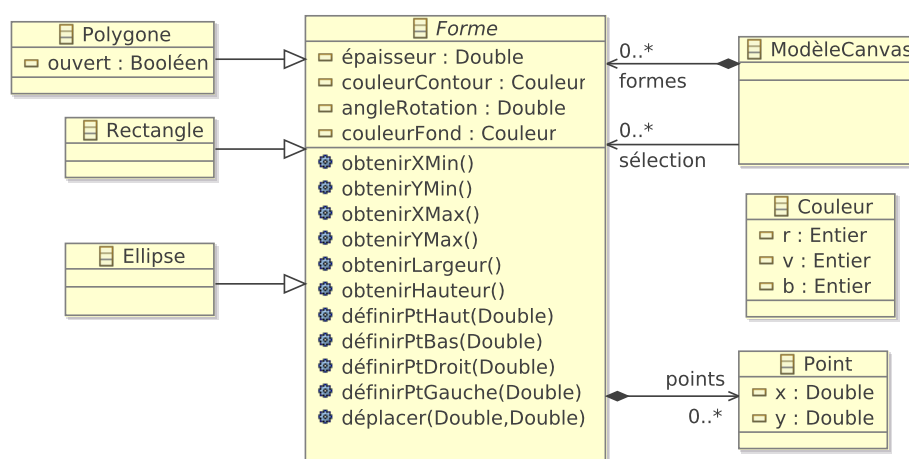 Polygone
ouvert : Booléen
Rectangle
Ellipse
Forme
épaisseur : Double
couleurContour : Couleur
angleRotation : Double
couleurFond : Couleur
obtenirXMin()
obtenirYMin()
obtenirXMax()
obtenirYMax()
obtenirLargeur()
obtenirHauteur()
définirPtHaut(Double)
définirPtBas(Double)
définirPtDroit(Double)
définirPtGauche(Double)
déplacer(Double,Double)
0..*
formes
0..*
sélection
points
0..*
ModèleCanvas
Couleur
r : Entier
v : Entier
b : Entier
Point
x : Double
y : Double